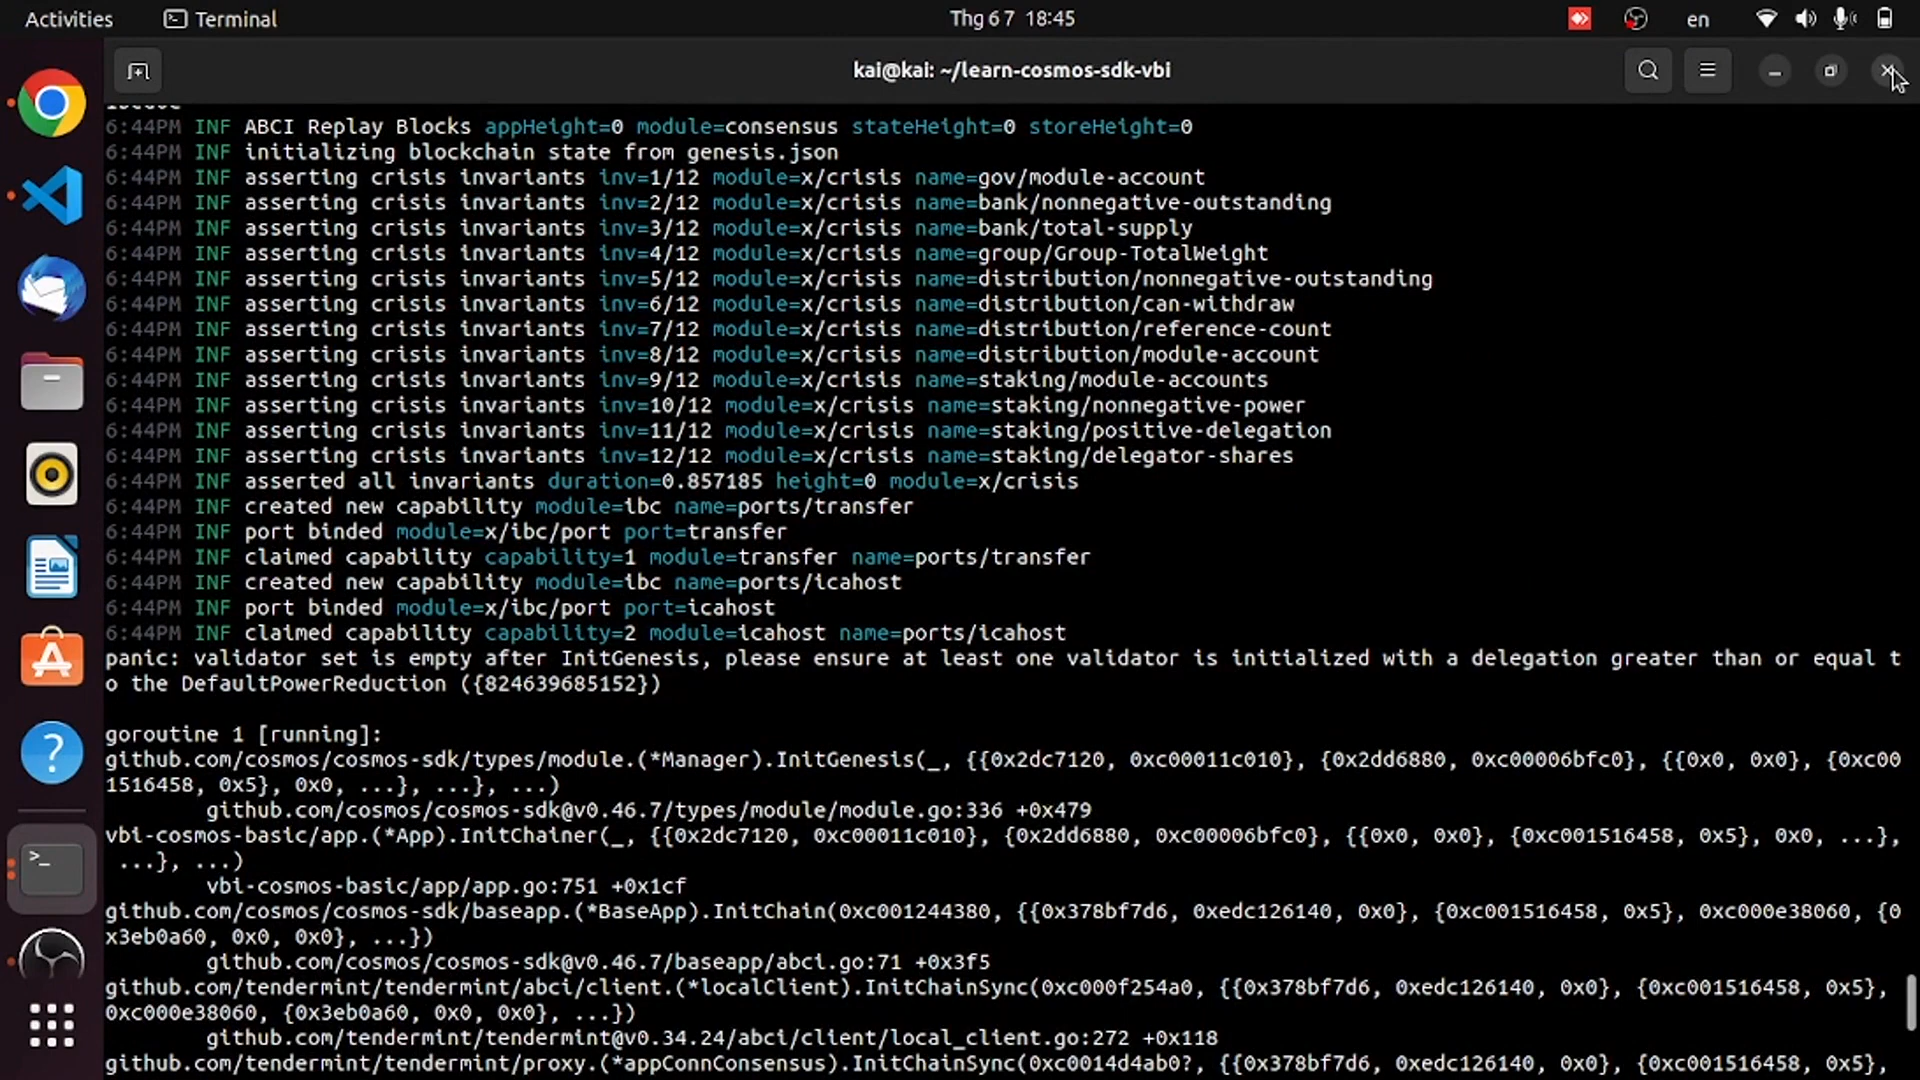 Activities
Terminal
Thg 6 7 18:45
en
kai@kai: ~/learn-cosmos-sdk-vbi
6:44PM INF ABCI Replay Blocks appHeight=0 module=consensus stateHeight=0 storeHeight=0
6:44PM INF initializing blockchain state from genesis.json
6:44PM INF asserting crisis invariants inv=1/12 module=x/crisis name=gov/module-account
6:44PM INF asserting crisis invariants inv=2/12 module=x/crisis name=bank/nonnegative-outstanding
6:44PM INF asserting crisis invariants inv=3/12 module=x/crisis name=bank/total-supply
6:44PM INF asserting crisis invariants inv=4/12 module=x/crisis name=group/Group-TotalWeight
6:44PM INF asserting crisis invariants inv=5/12 module=x/crisis name=distribution/nonnegative-outstanding
6:44PM INF asserting crisis invariants inv=6/12 module=x/crisis name=distribution/can-withdraw
6:44PM INF asserting crisis invariants inv=7/12 module=x/crisis name=distribution/reference-count
6:44PM INF asserting crisis invariants inv=8/12 module=x/crisis name=distribution/module-account
6:44PM INF asserting crisis invariants inv=9/12 module=x/crisis name=staking/module-accounts
6:44PM INF asserting crisis invariants inv=10/12 module=x/crisis name=staking/nonnegative-power
6:44PM INF asserting crisis invariants inv=11/12 module=x/crisis name=staking/positive-delegation
6:44PM INF asserting crisis invariants inv=12/12 module=x/crisis name=staking/delegator-shares
6:44PM INF asserted all invariants duration=0.857185 height=0 module=x/crisis
6:44PM INF created new capability module=ibc name=ports/transfer
6:44PM INF port binded module=x/ibc/port port=transfer
6:44PM INF claimed capability capability=1 module=transfer name=ports/transfer
6:44PM INF created new capability module=ibc name=ports/icahost
6:44PM INF port binded module=x/ibc/port port=icahost
6:44PM INF claimed capability capability=2 module=icahost name=ports/icahost
panic: validator set is empty after InitGenesis, please ensure at least one validator is initialized with a delegation greater than or equal t
o the DefaultPowerReduction ({824639685152})
goroutine 1 [running]:
github.com/cosmos/cosmos-sdk/types/module.(*Manager).InitGenesis(_, {{0x2dc7120, 0xc00011c010}, {0x2dd6880, 0xc00006bfc0}, {{0x0, 0x0}, {0xc00
1516458, 0x5}, 0x0, ...}, ...}, ...)
github.com/cosmos/cosmos-sdk@v0.46.7/types/module/module.go:336 +0x479
vbi-cosmos-basic/app.(*App).InitChainer(_, {{0x2dc7120, 0xc00011c010}, {0x2dd6880, 0xc00006bfc0}, {{0x0, 0x0}, {0xc001516458, 0x5}, 0x0, ...},
...}, ...)
vbi-cosmos-basic/app/app.go:751 +0x1cf
github.com/cosmos/cosmos-sdk/baseapp.(*BaseApp).InitChain(0xc001244380, {{0x378bf7d6, 0xedc126140, 0x0}, {0xc001516458, 0x5}, 0xc000e38060, {0
x3eb0a60, 0x0, 0x0}, ...})
github.com/cosmos/cosmos-sdk@v0.46.7/baseapp/abci.go:71 +0x3f5
github.com/tendermint/tendermint/abci/client.(*localClient).InitChainSync(0xc000f254a0, {{0x378bf7d6, 0xedc126140, 0x0}, {0xc001516458, 0x5},
0xc000e38060, {0x3eb0a60, 0x0, 0x0}, ...})
github.com/tendermint/tendermint@v0.34.24/abci/client/local_client.go:272 +0x118
github.com/tendermint/tendermint/proxy.(*appConnConsensus).InitChainSync(0xc0014d4ab0?, {{0x378bf7d6, 0xedc126140, 0x0}, {0xc001516458, 0x5},